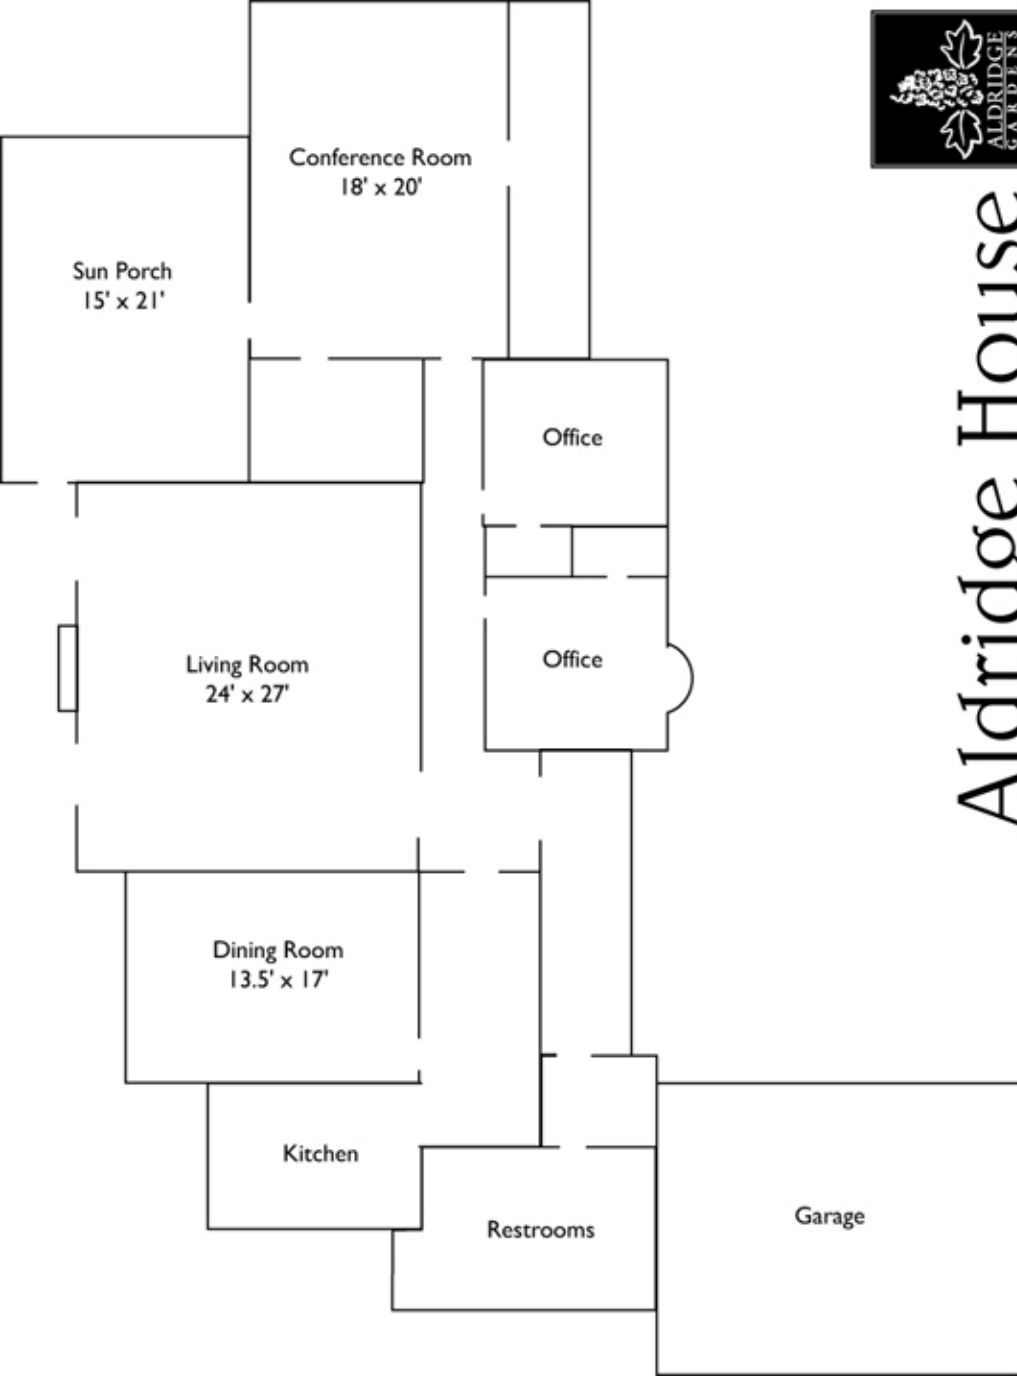 ALDRIDGE
GARDENS
Aldridge House
Conference Room
18' x 20'
Sun Porch
15' x 21'
Office
Office
Living Room
24' x 27'
Dining Room
13.5' x 17'
Kitchen
Restrooms
Garage